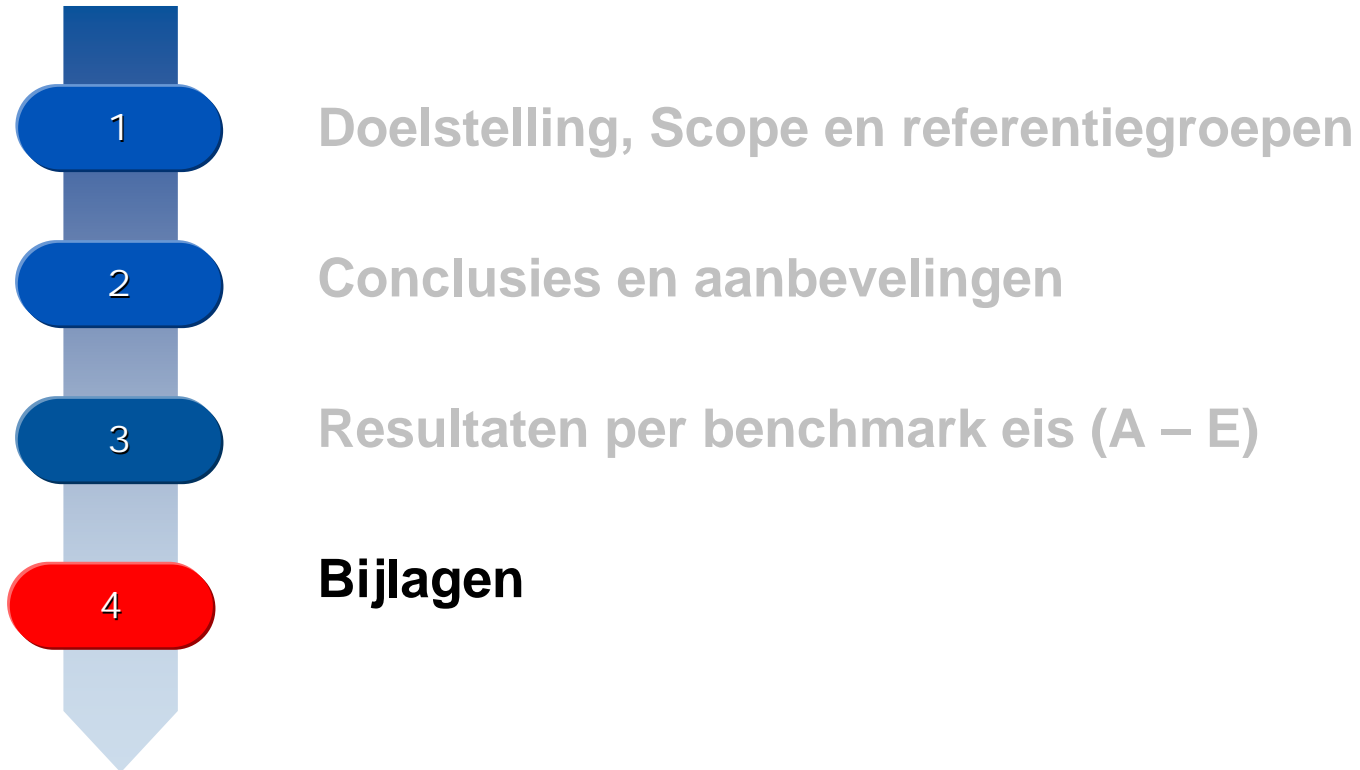 1 Doelstelling, Scope en referentiegroepen
2 Conclusies en aanbevelingen
3 Resultaten per benchmark eis (A – E)
4 Bijlagen